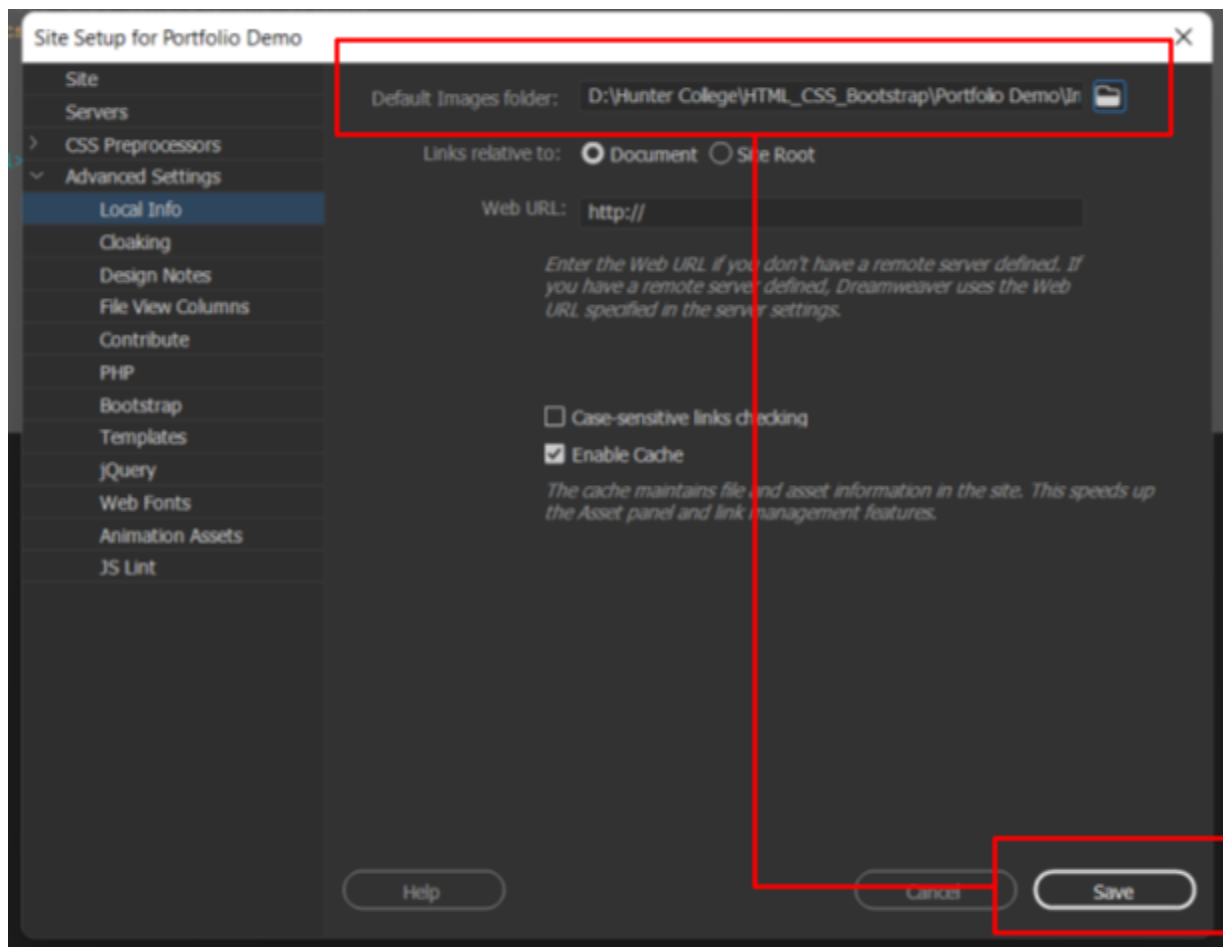 Site Setup for Portfolio Demo
Site
Servers
CSS Preprocessors
Advanced Settings
Local Info
Cloaking
Design Notes
File View Columns
Contribute
PHP
Bootstrap
Templates
jQuery
Web Fonts
Animation Assets
JS Lint
Default Images folder: D:\Hunter College\HTML_CSS_Bootstrap\Portfolio Demo\
Links relative to: Document Site Root
Web URL: http://
Enter the Web URL if you don't have a remote server defined. If
you have a remote server defined, Dreamweaver uses the Web
URL specified in the server settings.
Case-sensitive links checking
Enable Cache
The cache maintains file and asset information in the site. This speeds up
the Asset panel and link management features.
Help Cancel Save